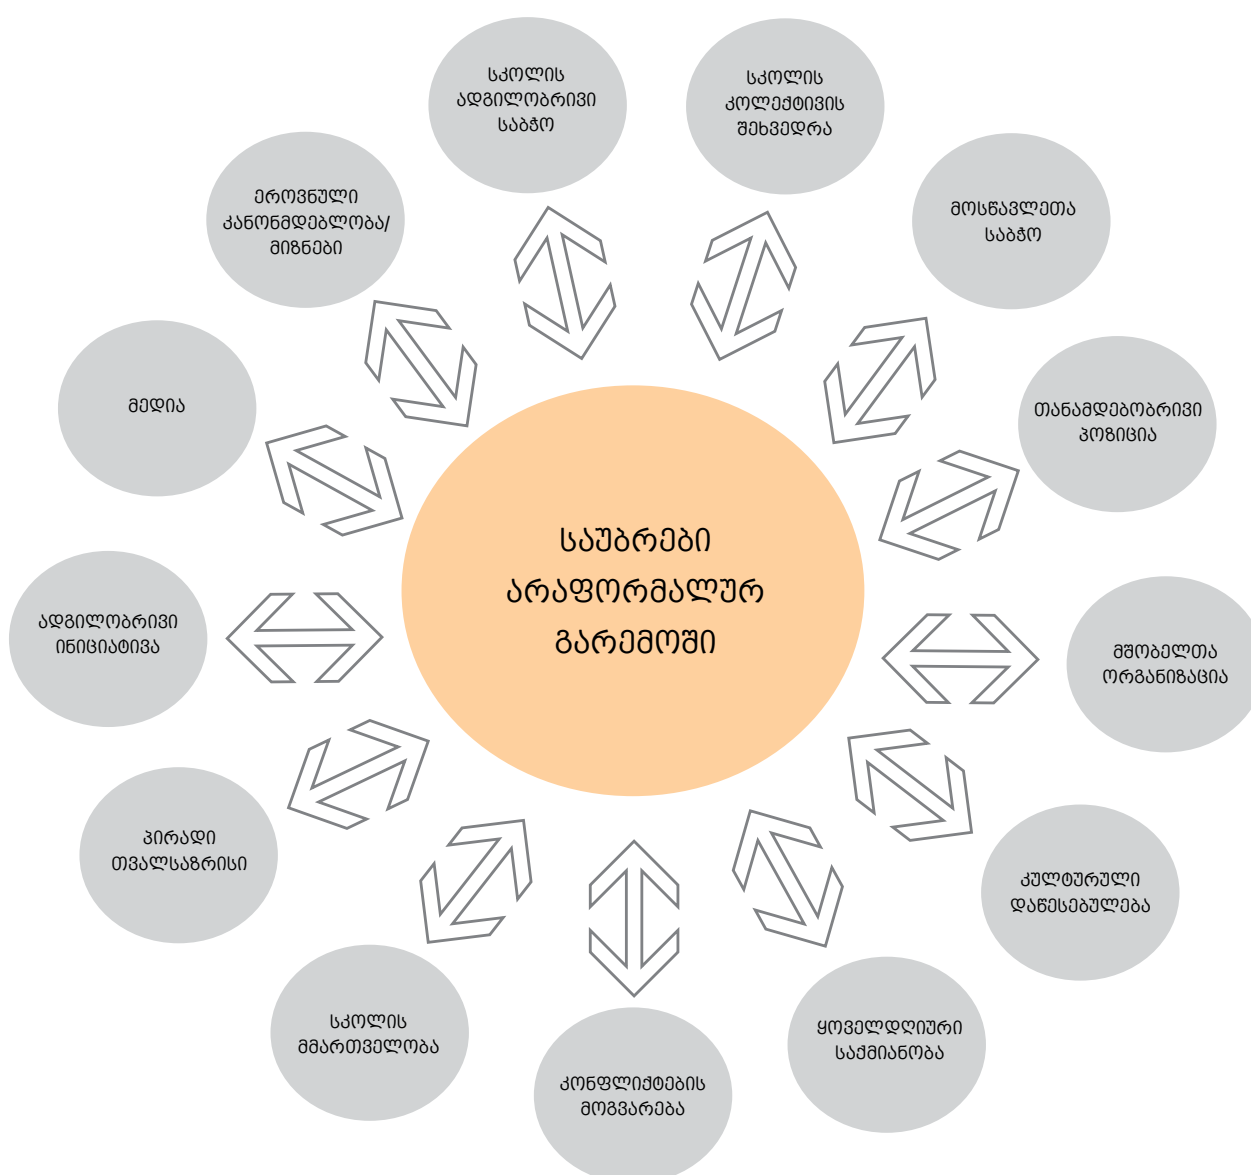 სკოლის
ადგილობრივი
საბჭო
სკოლის
კოლექტივის
შეხვედრა
მოსწავლეთა
საბჭო
თანამდებობრივი
პოზიცია
მშობელთა
ორგანიზაცია
კულტურული
დაწესებულება
ყოველდღიური
საქმიანობა
კონფლიქტების
მოგვარება
სკოლის
მმართველობა
პირადი
თვალსაზრისი
ადგილობრივი
ინიციატივა
მედია
ეროვნული
კანონმდებლობა/
მიზნები
საუბრები
არაფორმალურ
გარემოში